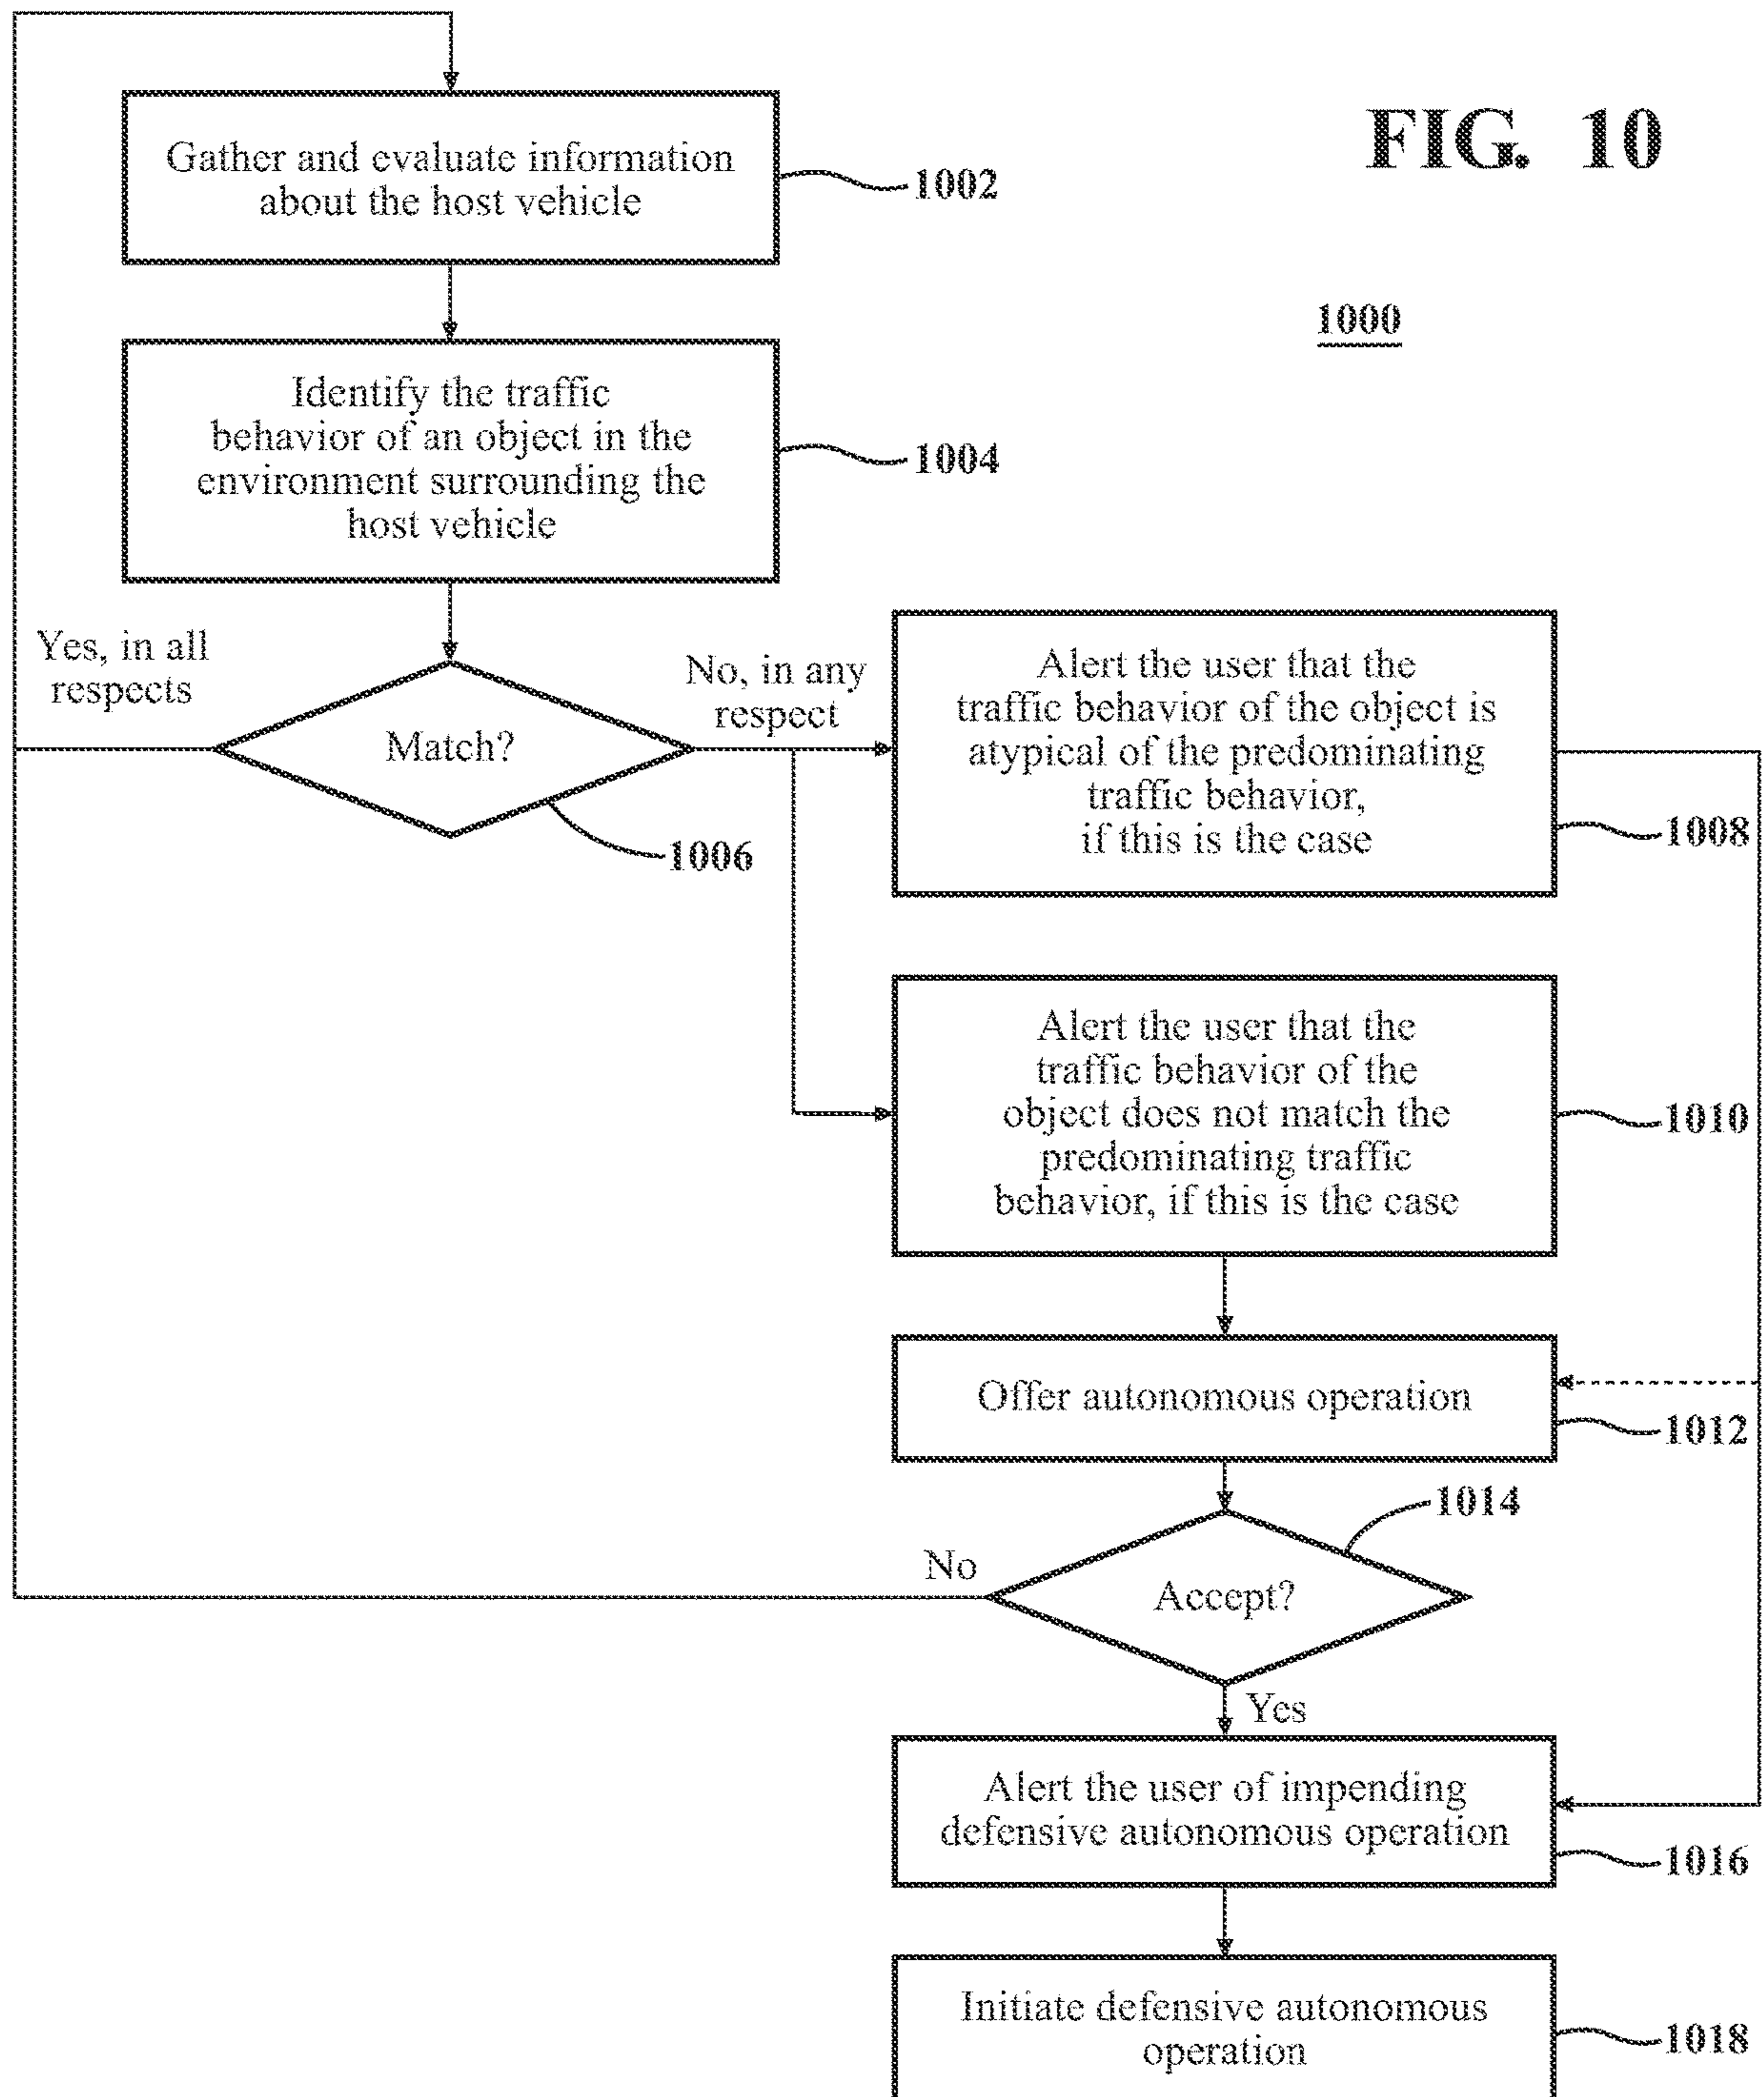 FIG. 10
1000
Gather and evaluate information
about the host vehicle
1002
Identify the traffic
behavior of an object in the
environment surrounding the
host vehicle
1004
Yes, in all
respects
Match?
1006
No, in any
respect
Alert the user that the
traffic behavior of the object is
atypical of the predominating
traffic behavior,
if this is the case
1008
Alert the user that the
traffic behavior of the
object does not match the
predominating traffic
behavior, if this is the case
1010
Offer autonomous operation
1012
1014
No
Accept?
Yes
Alert the user of impending
defensive autonomous operation
1016
Initiate defensive autonomous
operation
1018